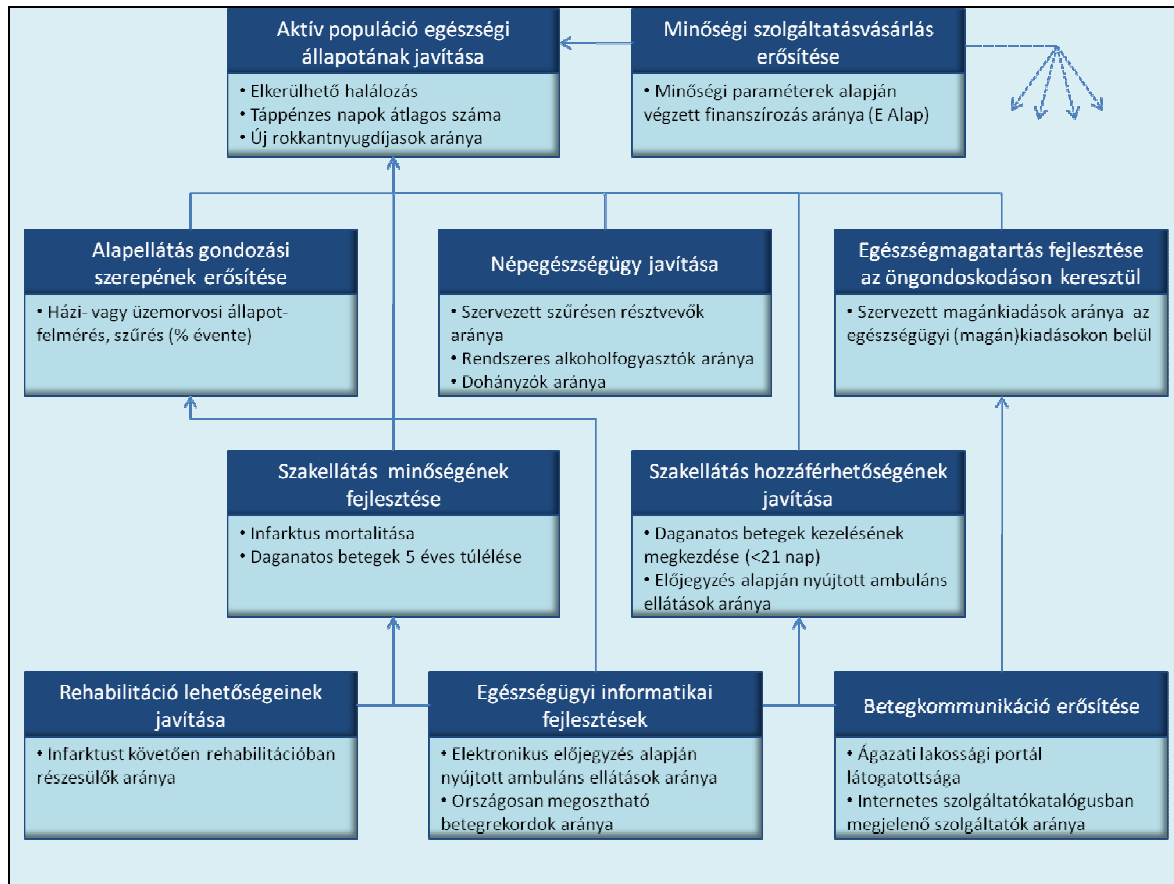 Aktív populáció egészségi
állapotának javítása
• Elkerülhető halálozás
• Táppénzes napok átlagos száma
• Új rokkantnyugdíjasok aránya
Minőségi szolgáltatásvásárlás
erősítése
• Minőségi paraméterek alapján
végzett finanszírozás aránya (E Alap)
Alapellátás gondozási
szerepének erősítése
• Házi- vagy üzemorvosi állapot-
felmérés, szűrés (% évente)
Népegészségügy javítása
• Szervezett szűrésen résztvevők
aránya
• Rendszeres alkoholfogyasztók aránya
• Dohányzók aránya
Egészségmagatartás fejlesztése
az öngondoskodáson keresztül
• Szervezett magánkiadások aránya az
egészségügyi (magán)kiadásokon belül
Szakellátás minőségének
fejlesztése
• Infarktus mortalitása
• Daganatos betegek 5 éves túlélése
Szakellátás hozzáférhetőségének
javítása
• Daganatos betegek kezelésének
megkezdése (<21 nap)
• Előjegyzés alapján nyújtott ambuláns
ellátások aránya
Rehabilitáció lehetőségeinek
javítása
• Infarktust követően rehabilitációban
részesülők aránya
Egészségügyi informatikai
fejlesztések
• Elektronikus előjegyzés alapján
nyújtott ambuláns ellátások aránya
• Országosan megosztható
betegrekordok aránya
Betegkommunikáció erősítése
• Ágazati lakossági portál
látogatottsága
• Internetes szolgáltatókatalógusban
megjelenő szolgáltatók aránya